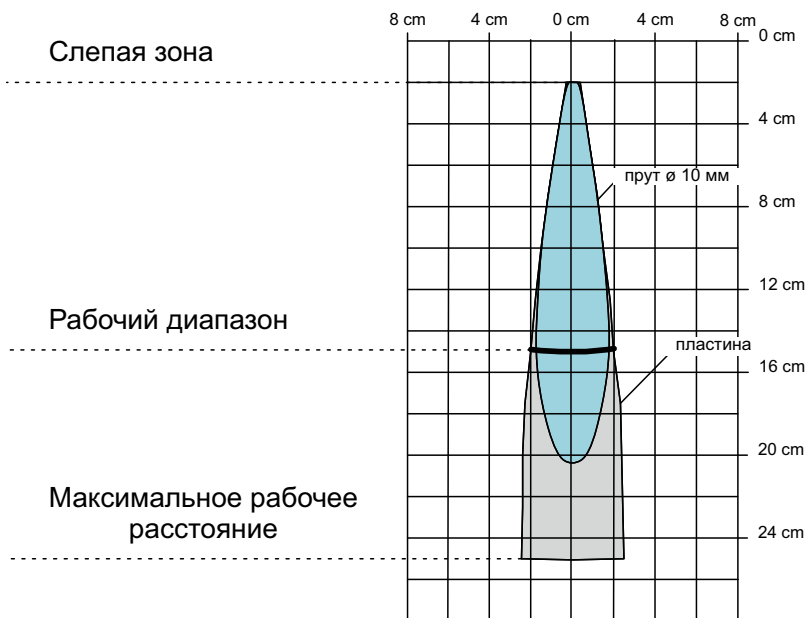 8 cm 4 cm 0 cm 4 cm 8 cm
0 cm
Слепая зона
4 cm
прут ø 10 мм
8 cm
12 cm
Рабочий диапазон
пластина
16 cm
20 cm
Максимальное рабочее
расстояние
24 cm